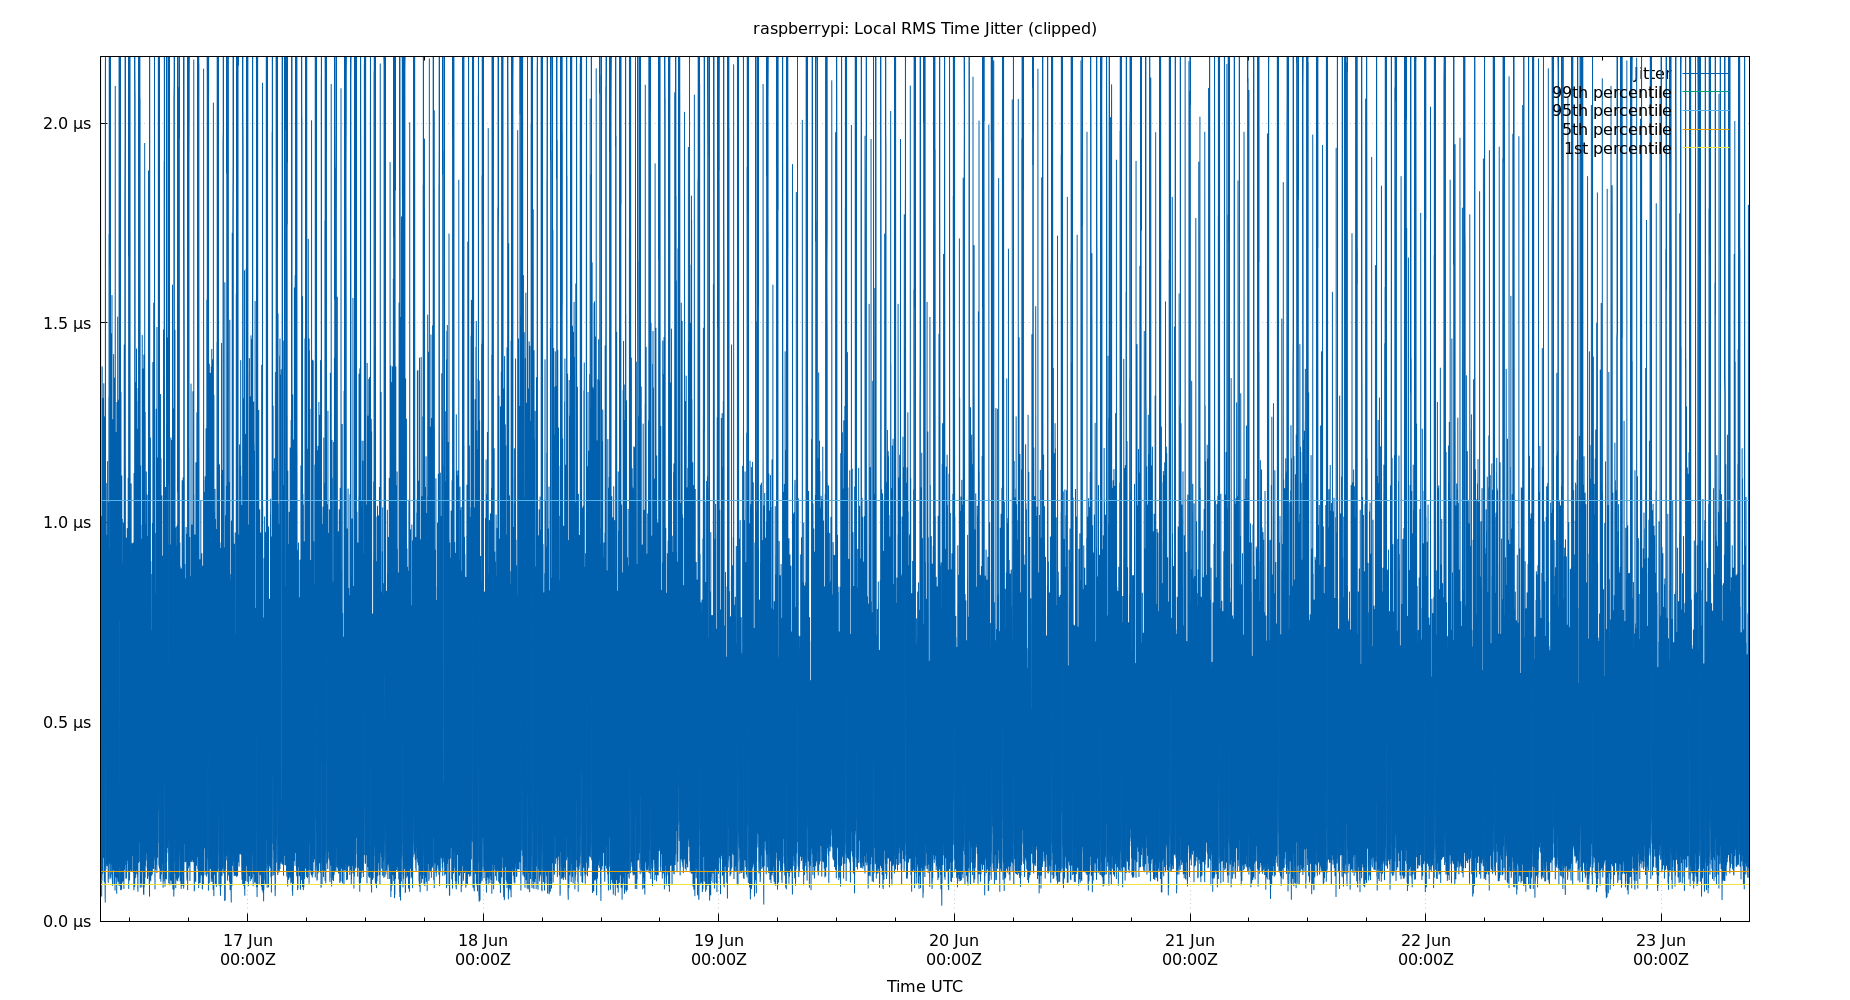 raspberrypi: Local RMS Time Jitter (clipped)
Jitter
99th percentile
95th percentile
5th percentile
1st percentile
2.0 µs
1.5 µs
1.0 µs
0.5 µs
0.0 µs
17 Jun 18 Jun 19 Jun 20 Jun 21 Jun 22 Jun 23 Jun
00:00Z 00:00Z 00:00Z 00:00Z 00:00Z 00:00Z 00:00Z
Time UTC